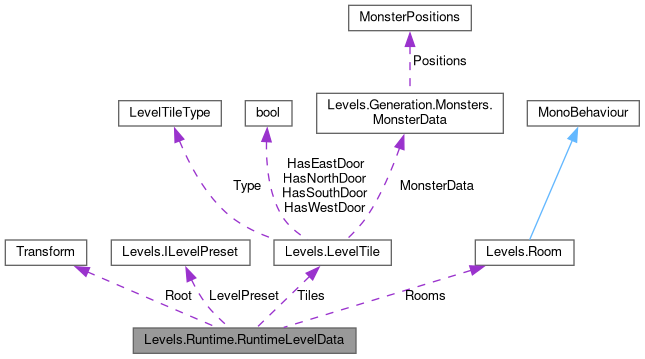 MonsterPositions
Positions
LevelTileType
bool
Levels.Generation.Monsters.
MonsterData
MonoBehaviour
HasEastDoor
HasNorthDoor
HasSouthDoor
HasWestDoor
Type
MonsterData
Transform
Levels.ILevelPreset
Levels.LevelTile
Levels.Room
Root
LevelPreset
Tiles
Rooms
Levels.Runtime.RuntimeLevelData